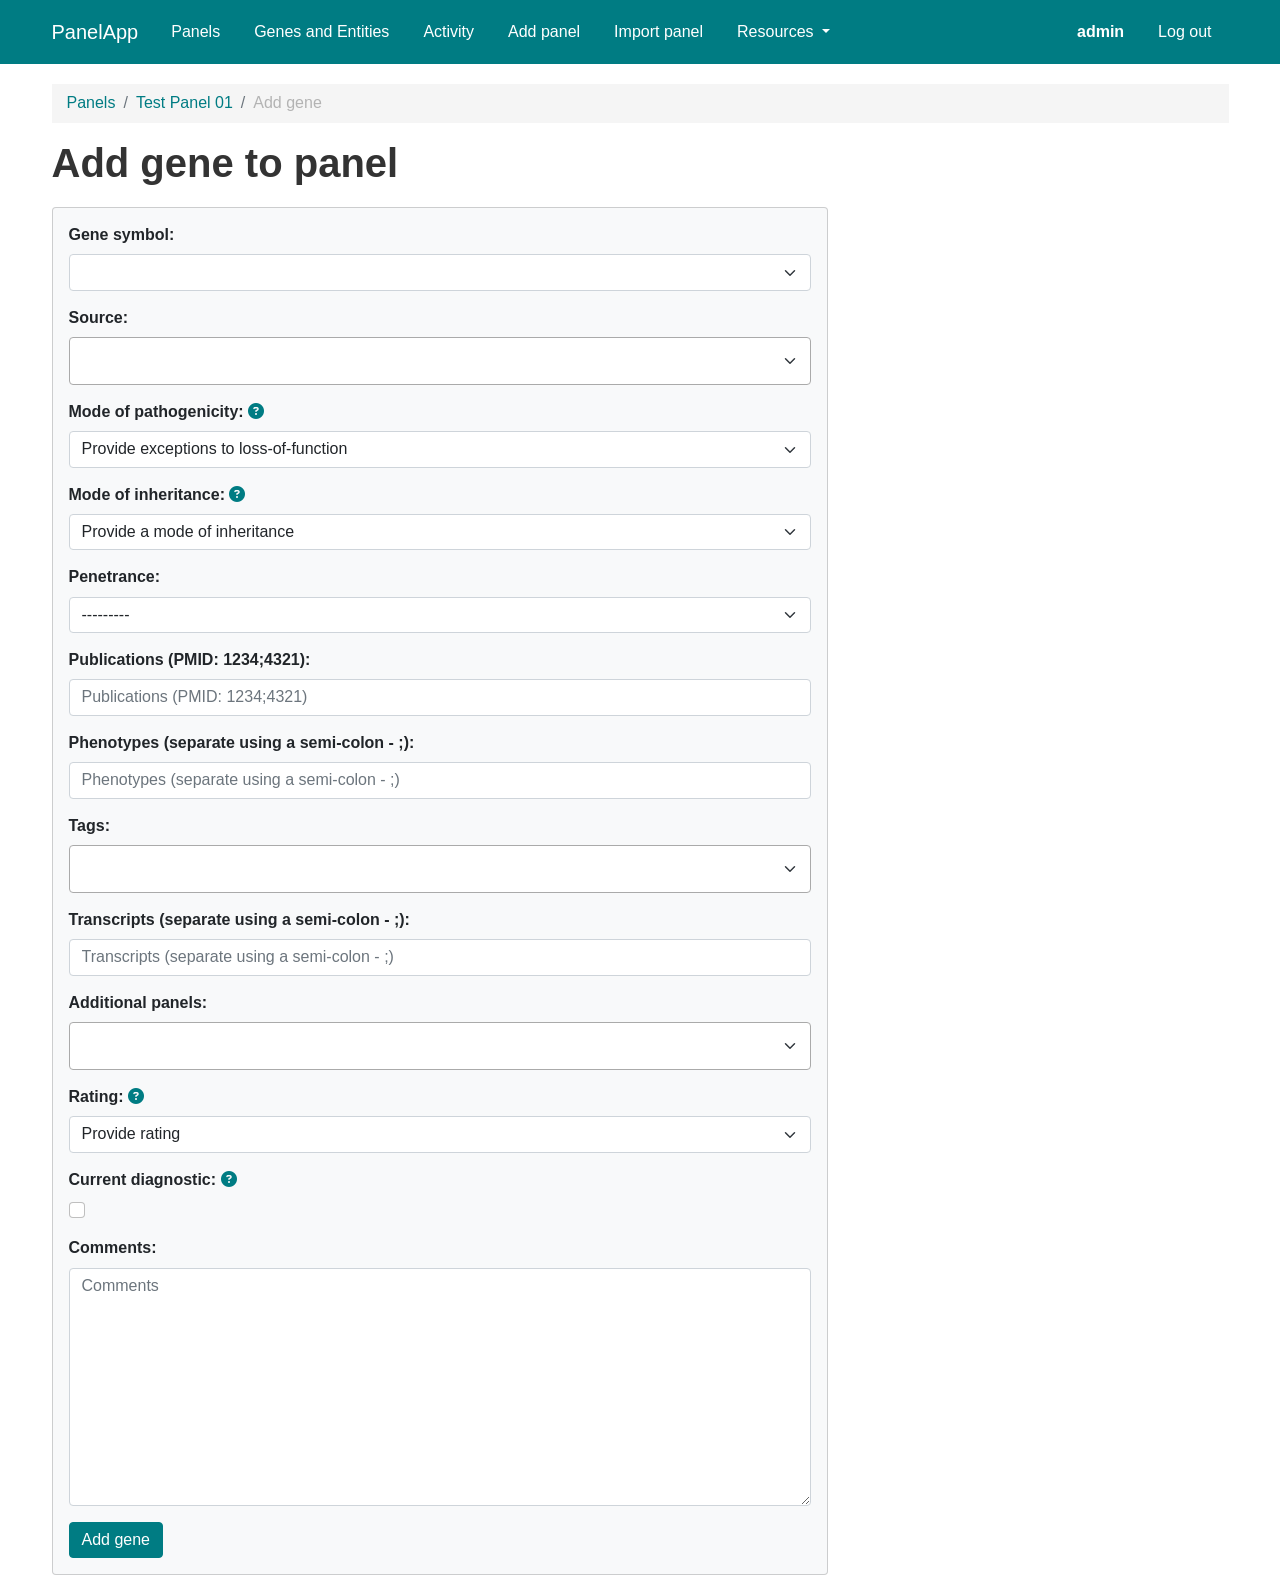 PanelApp Panels Genes and Entities Activity Add panel Import panel Resources admin Log out
Panels / Test Panel 01 / Add gene
Add gene to panel
Gene symbol:
Source:
Mode of pathogenicity: ?
Provide exceptions to loss-of-function
Mode of inheritance: ?
Provide a mode of inheritance
Penetrance:
---------
Publications (PMID: 1234;4321):
Publications (PMID: 1234;4321)
Phenotypes (separate using a semi-colon - ;):
Phenotypes (separate using a semi-colon - ;)
Tags:
Transcripts (separate using a semi-colon - ;):
Transcripts (separate using a semi-colon - ;)
Additional panels:
Rating: ?
Provide rating
Current diagnostic: ?
Comments:
Comments
Add gene